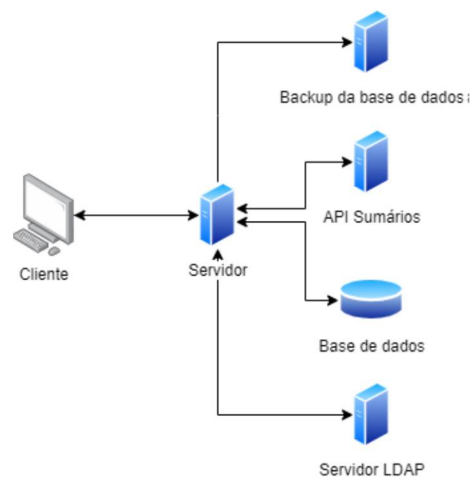 Backup da base de dados
API Sumários
Cliente
Servidor
Base de dados
Servidor LDAP